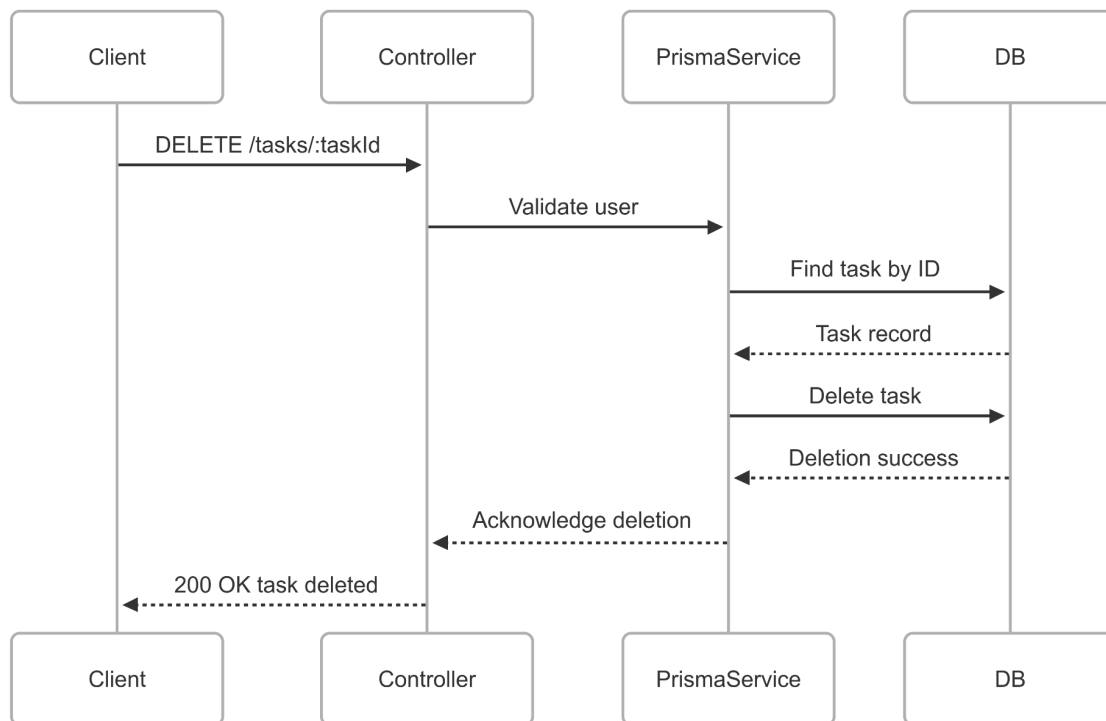 Client
Controller
PrismaService
DB
DELETE /tasks/:taskId
Validate user
Find task by ID
Task record
Delete task
Deletion success
Acknowledge deletion
200 OK task deleted
Client
Controller
PrismaService
DB